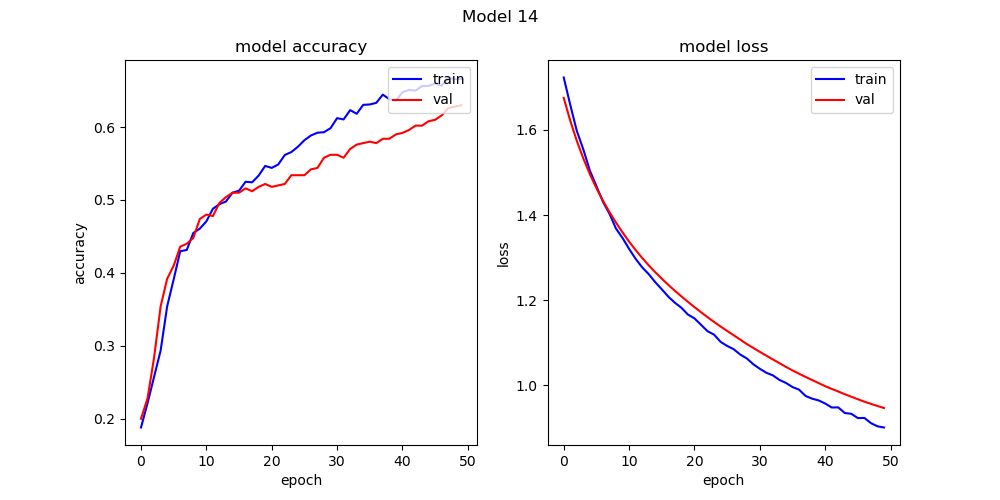 Model 14
model accuracy
accuracy
0.6
0.5
0.4
0.3
0.2
0 10 20 30 40 50
epoch
train
val
model loss
loss
1.6
1.4
1.2
1.0
0 10 20 30 40 50
epoch
train
val